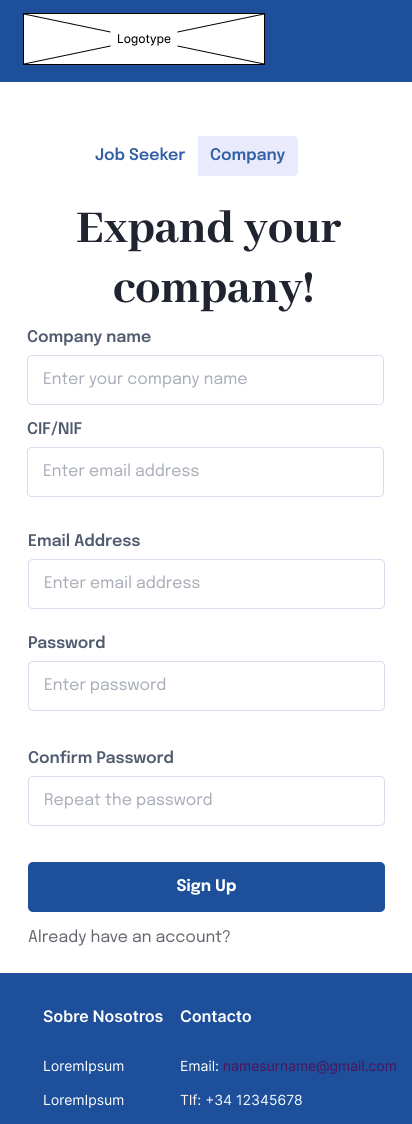 Logotype
Job Seeker Company
Expand your
company!
Company name
Enter your company name
CIF/NIF
Enter email address
Email Address
Enter email address
Password
Enter password
Confirm Password
Repeat the password
Sign Up
Already have an account?
Sobre Nosotros Contacto
LoremIpsum Email: namesurname@gmail.com
LoremIpsum Tlf: +34 12345678